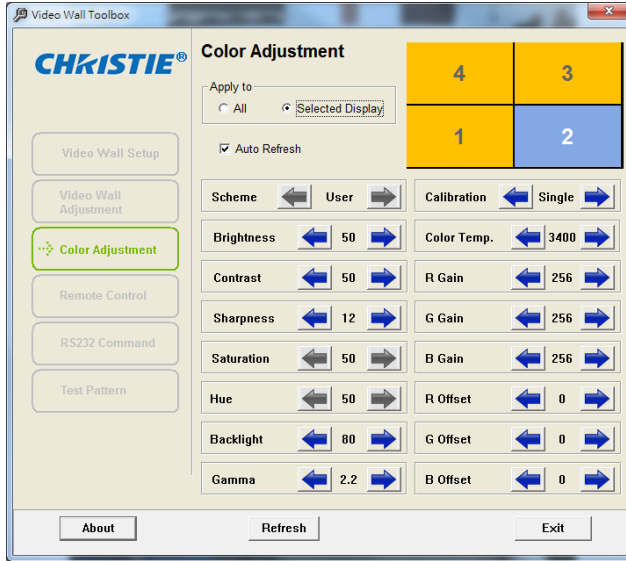 Video Wall Toolbox
CHRISTIE®
Video Wall Setup
Video Wall
Adjustment
Color Adjustment
Remote Control
RS232 Command
Test Pattern
Color Adjustment
Apply to
All Selected Display
Auto Refresh
4 3
1 2
Scheme User
Brightness 50
Contrast 50
Sharpness 12
Saturation 50
Hue 50
Backlight 80
Gamma 2.2
Calibration Single
Color Temp. 3400
R Gain 256
G Gain 256
B Gain 256
R Offset 0
G Offset 0
B Offset 0
About Refresh Exit